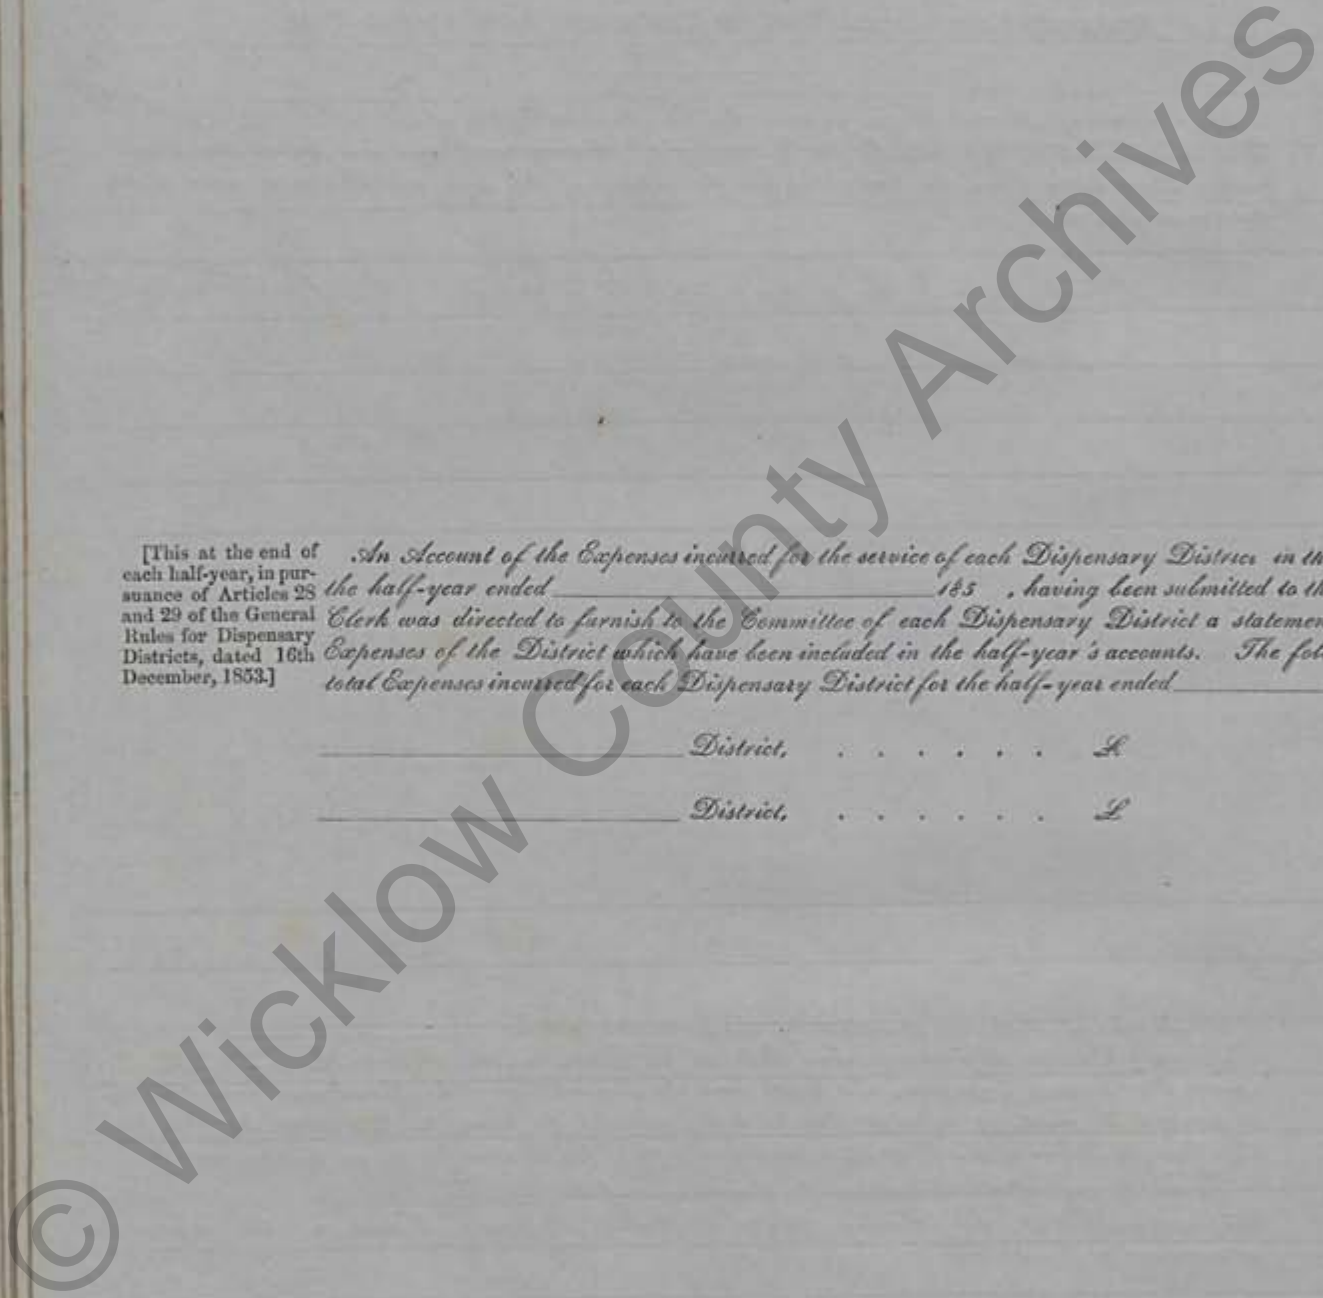 [This at the end of
each half-year, in pur-
suance of Articles 28
and 29 of the General
Rules for Dispensary
Districts, dated 16th
December, 1853.]
An Account of the Expenses incurred for the service of each Dispensary District in th
the half-year ended 185 , having been submitted to th
Clerk was directed to furnish to the Committee of each Dispensary District a statemen
Expenses of the District which have been included in the half-year's accounts. The fol
total Expenses incurred for each Dispensary District for the half-year ended
District, . . . . . . £
District, . . . . . . £
© Wicklow County Archives